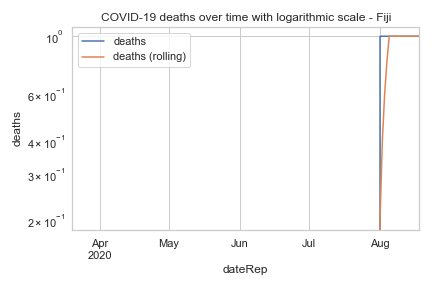 COVID-19 deaths over time with logarithmic scale - Fiji
deaths
deaths (rolling)
10⁰
6 × 10⁻¹
4 × 10⁻¹
3 × 10⁻¹
2 × 10⁻¹
deaths
Apr May Jun Jul Aug
2020
dateRep